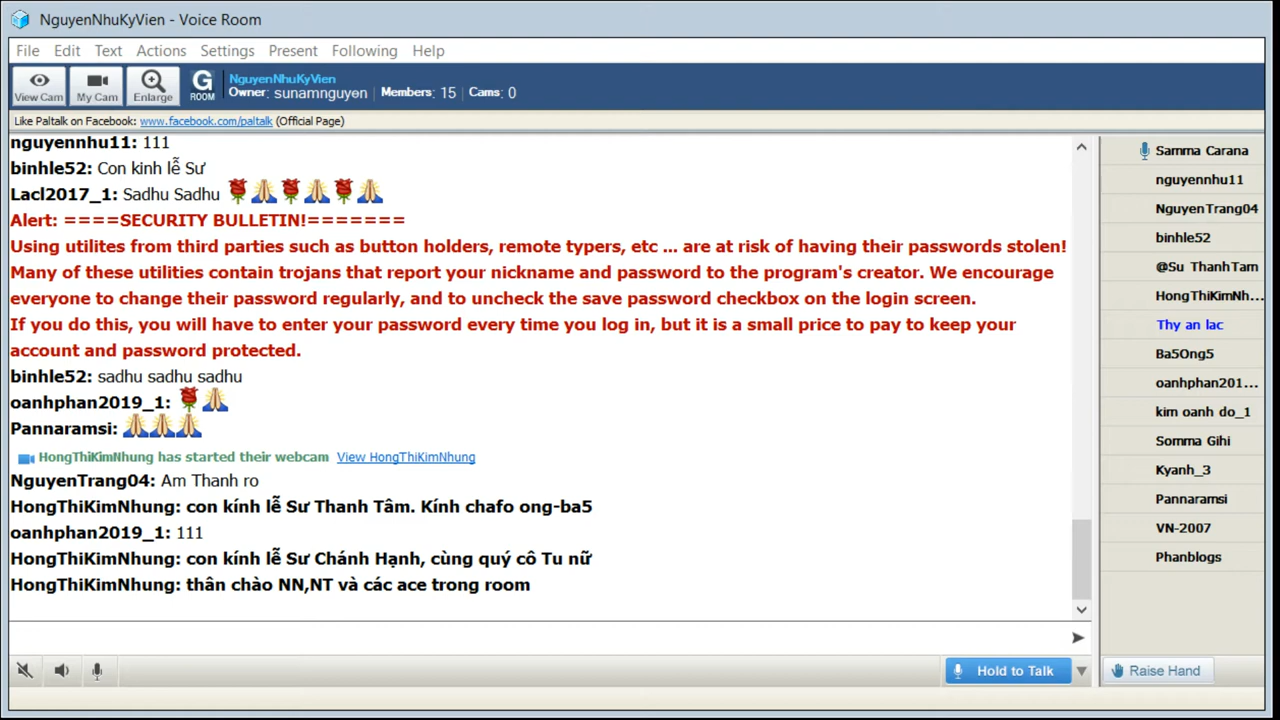 NguyenNhuKyVien - Voice Room
File Edit Text Actions Settings Present Following Help
View Cam My Cam Enlarge G ROOM
NguyenNhuKyVien
Owner: sunamnguyen Members: 15 Cams: 0
Like Paltalk on Facebook: www.facebook.com/paltalk (Official Page)
nguyennhu11: 111
binhle52: Con kinh lễ Sư
Lacl2017_1: Sadhu Sadhu
Alert: ====SECURITY BULLETIN!=======
Using utilites from third parties such as button holders, remote typers, etc ... are at risk of having their passwords stolen!
Many of these utilities contain trojans that report your nickname and password to the program's creator. We encourage
everyone to change their password regularly, and to uncheck the save password checkbox on the login screen.
If you do this, you will have to enter your password every time you log in, but it is a small price to pay to keep your
account and password protected.
binhle52: sadhu sadhu sadhu
oanhphan2019_1:
Pannaramsi:
HongThiKimNhung has started their webcam View HongThiKimNhung
NguyenTrang04: Am Thanh ro
HongThiKimNhung: con kính lễ Sư Thanh Tâm. Kính chafo ong-ba5
oanhphan2019_1: 111
HongThiKimNhung: con kính lễ Sư Chánh Hạnh, cùng quý cô Tu nữ
HongThiKimNhung: thân chào NN,NT và các ace trong room
Samma Carana
nguyennhu11
NguyenTrang04
binhle52
@Su ThanhTam
HongThiKimNh...
Thy an lac
Ba5Ong5
oanhphan201...
kim oanh do_1
Somma Gihi
Kyanh_3
Pannaramsi
VN-2007
Phanblogs
Hold to Talk
Raise Hand